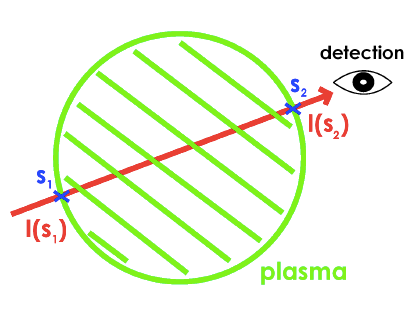 detection
s₂
I(s₂)
s₁
I(s₁)
plasma